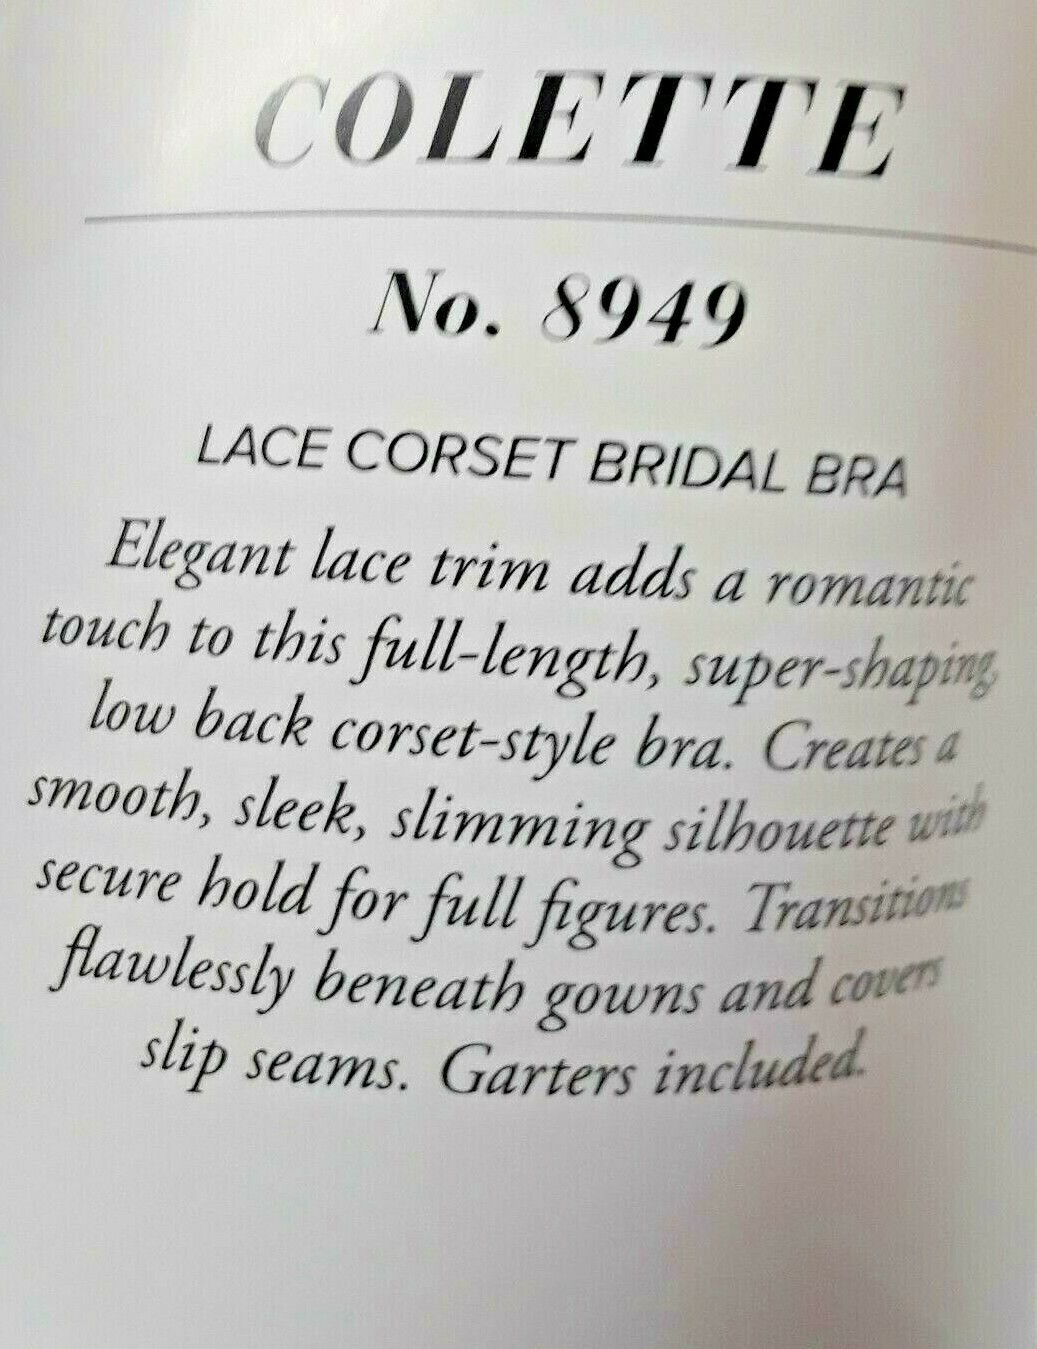 COLETTE
No. 8949
LACE CORSET BRIDAL BRA
Elegant lace trim adds a romantic
touch to this full-length, super-shaping,
low back corset-style bra. Creates a
smooth, sleek, slimming silhouette with
secure hold for full figures. Transitions
flawlessly beneath gowns and covers
slip seams. Garters included.